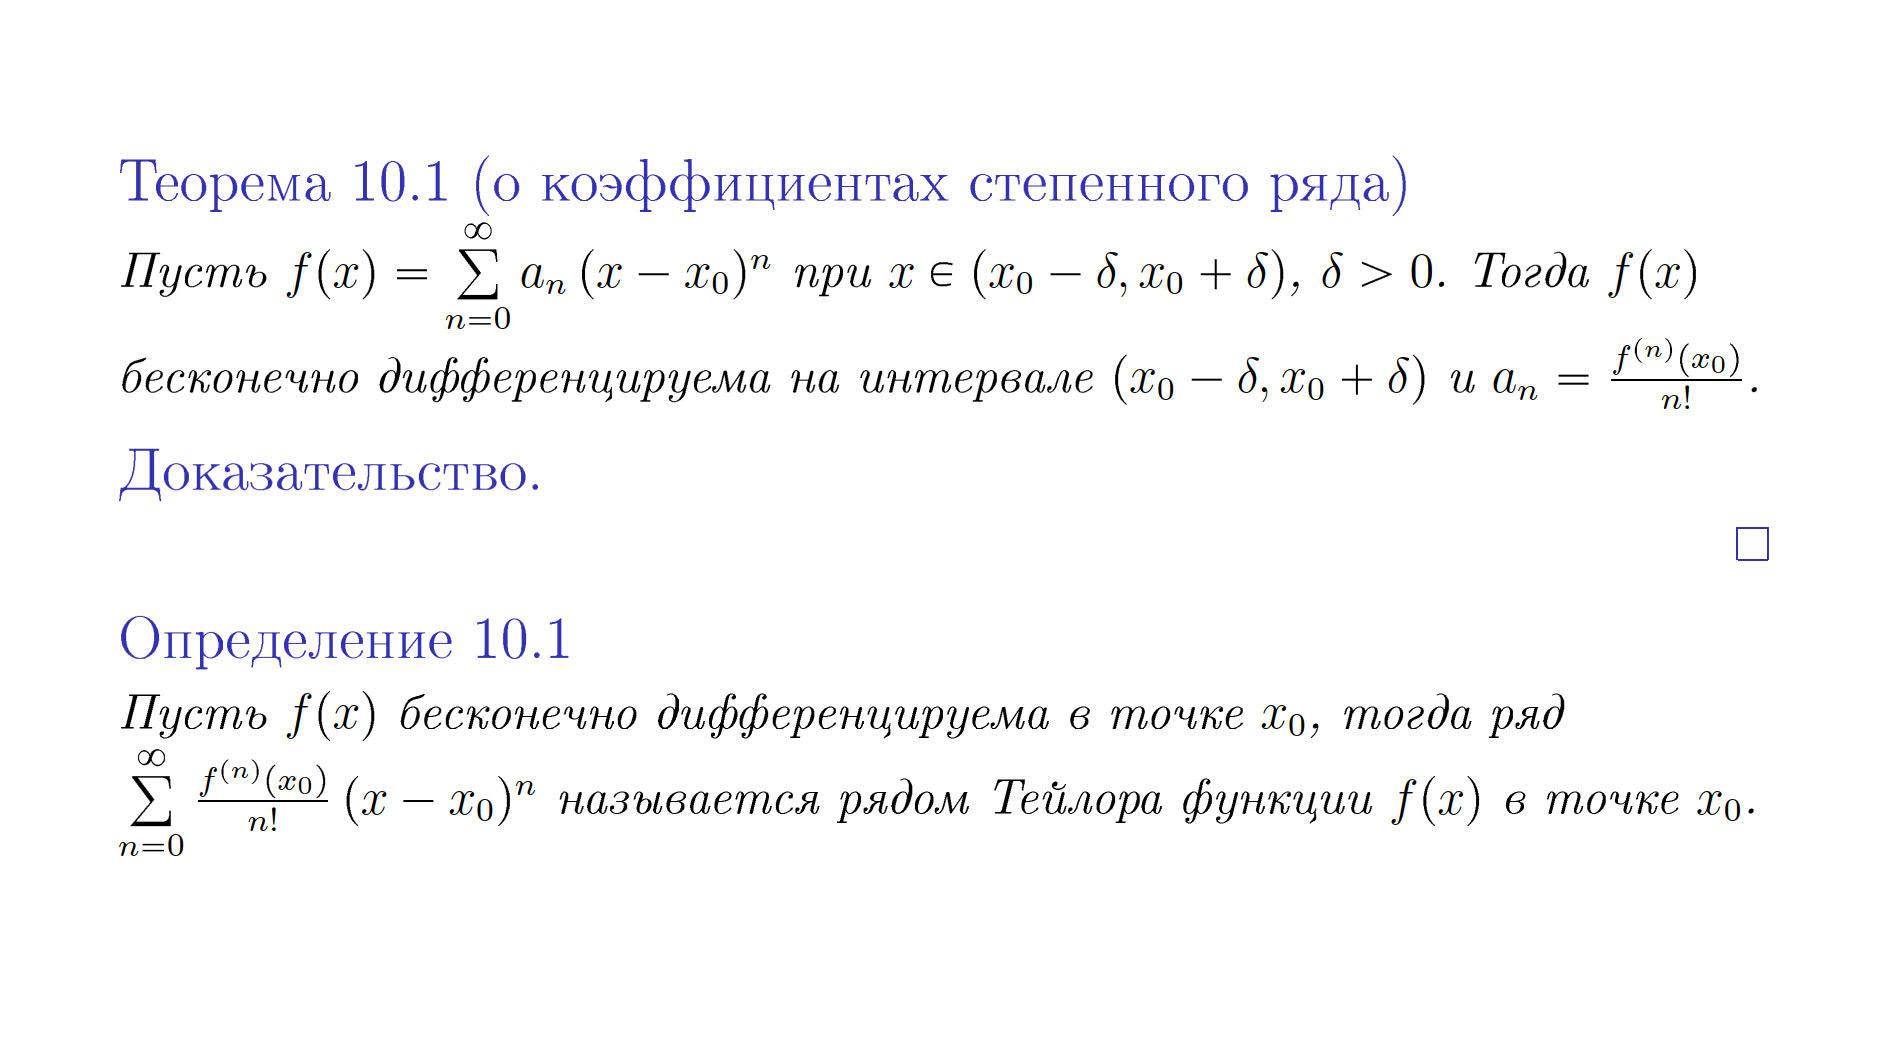 Теорема 10.1 (о коэффициентах степенного ряда)
Пусть $f(x) = \sum\limits_{n=0}^{\infty} a_n (x - x_0)^n$ при $x \in (x_0 - \delta, x_0 + \delta)$, $\delta > 0$. Тогда $f(x)$
бесконечно дифференцируема на интервале $(x_0 - \delta, x_0 + \delta)$ и $a_n = \frac{f^{(n)}(x_0)}{n!}$.
Доказательство.
□
Определение 10.1
Пусть $f(x)$ бесконечно дифференцируема в точке $x_0$, тогда ряд
$\sum\limits_{n=0}^{\infty} \frac{f^{(n)}(x_0)}{n!} (x - x_0)^n$ называется рядом Тейлора функции $f(x)$ в точке $x_0$.